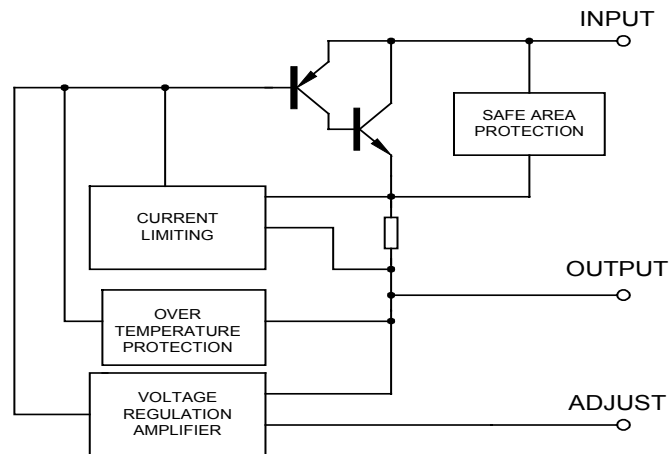 INPUT
SAFE AREA
PROTECTION
CURRENT
LIMITING
OUTPUT
OVER
TEMPERATURE
PROTECTION
VOLTAGE
REGULATION
AMPLIFIER
ADJUST